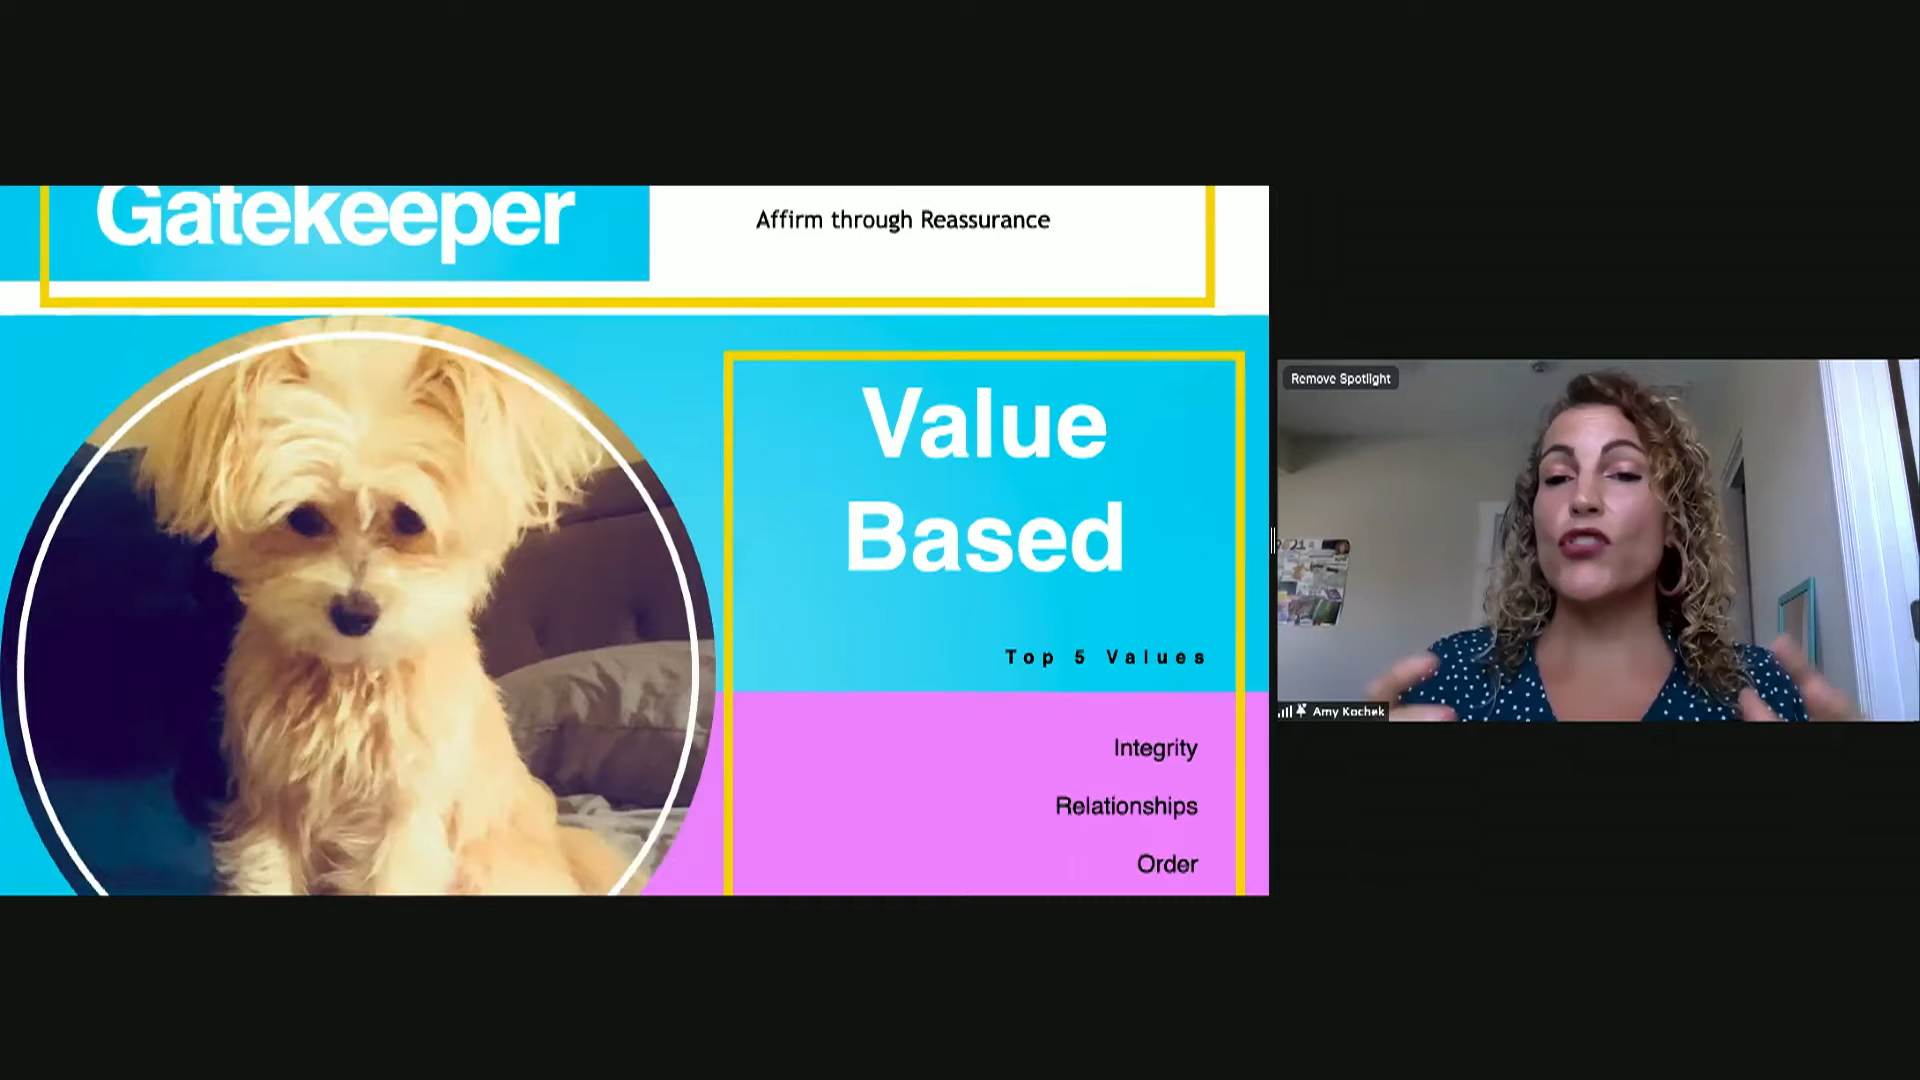 Gatekeeper
Affirm through Reassurance
Value
Based
Top 5 Values
Integrity
Relationships
Order
Remove Spotlight
Amy Kochek